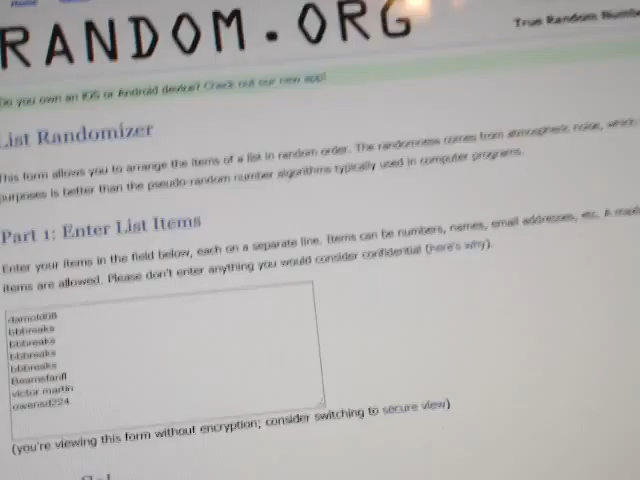 RANDOM.ORG
True Random Numbe
Do you own an iOS or Android device? Check out our new app!
List Randomizer
This form allows you to arrange the items of a list in random order. The randomness comes from atmospheric noise, which
purposes is better than the pseudo-random number algorithms typically used in computer programs.
Part 1: Enter List Items
Enter your items in the field below, each on a separate line. Items can be numbers, names, email addresses, etc. A
items are allowed. Please don't enter anything you would consider confidential (here's why).
bbbreaks
bbbreaks
bbbreaks
bbbreaks
victor martin
owensd224
(you're viewing this form without encryption; consider switching to secure view)